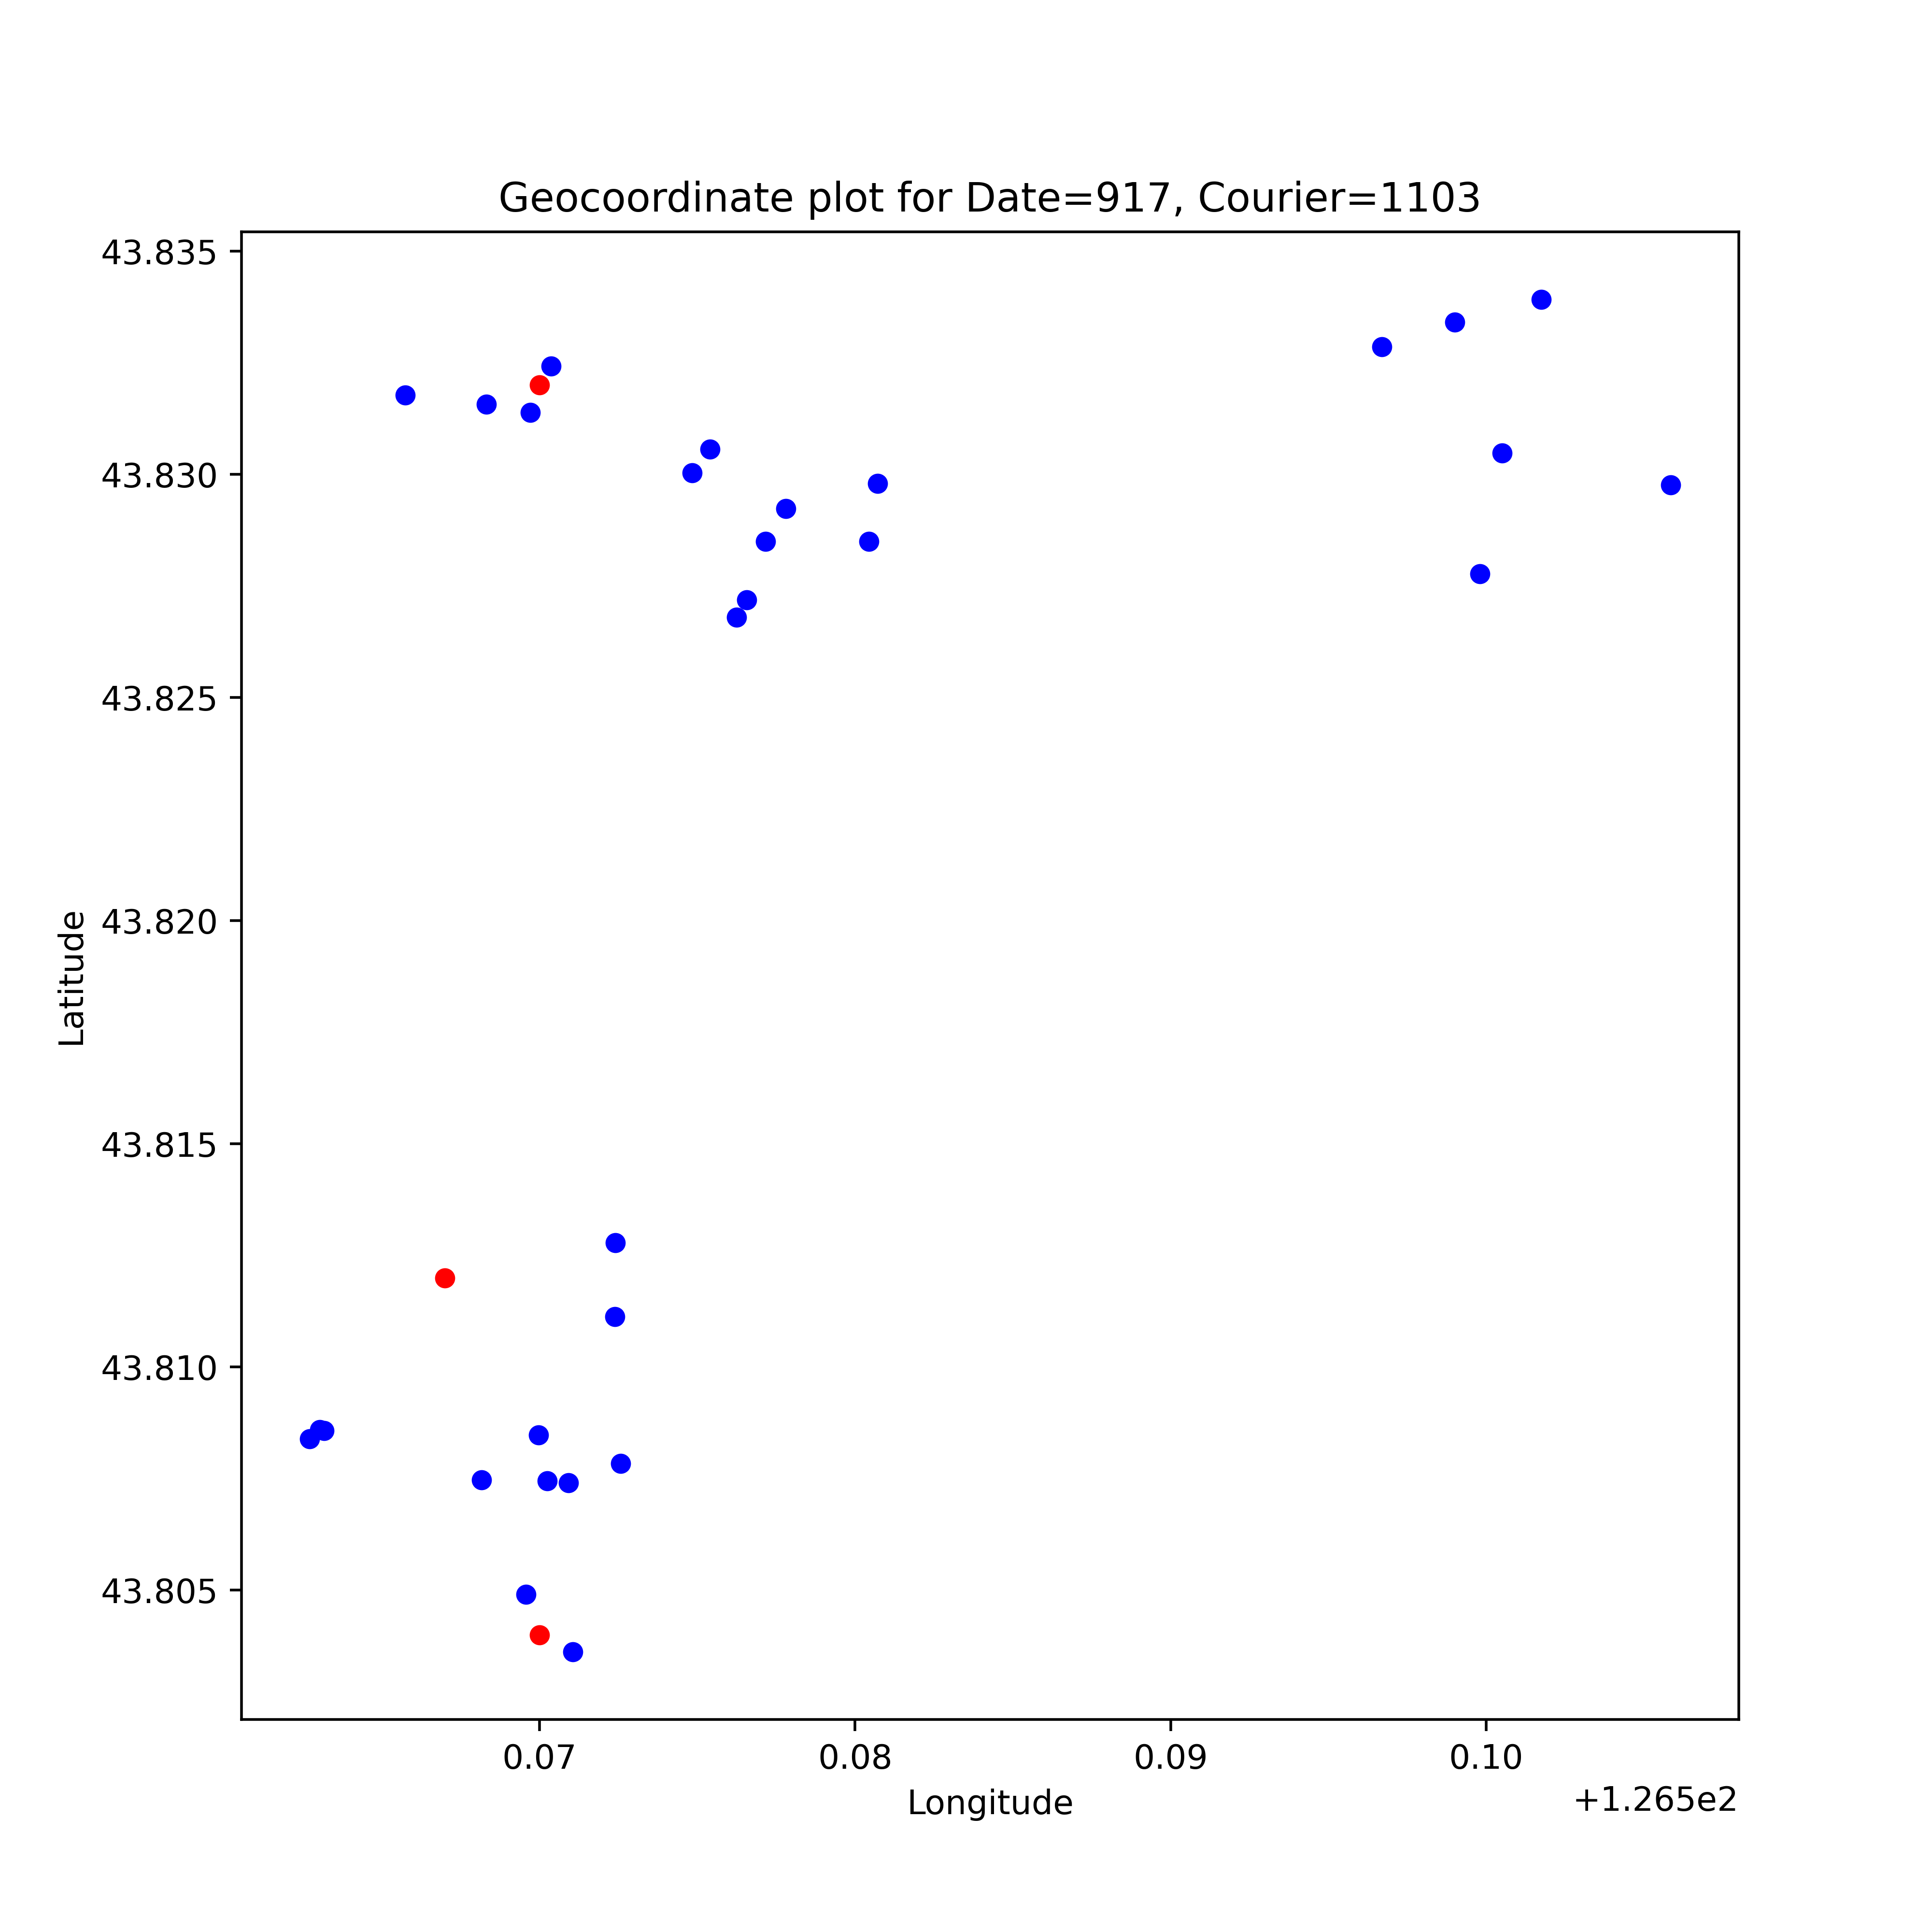 Geocoordinate plot for Date=917, Courier=1103
43.835
43.830
43.825
43.820
43.815
43.810
43.805
Latitude
0.07 0.08 0.09 0.10
Longitude
+1.265e2